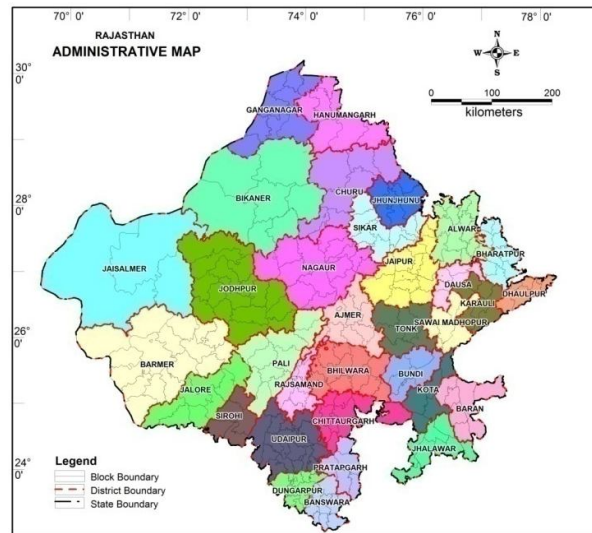 70° 0'
72° 0'
74° 0'
76° 0'
78° 0'
RAJASTHAN
ADMINISTRATIVE MAP
N
W E
S
0 100 200
kilometers
30° 0'
28° 0'
26° 0'
24° 0'
GANGANAGAR
HANUMANGARH
BIKANER
CHURU
JHUNJHUNU
SIKAR
ALWAR
BHARATPUR
JAISALMER
JODHPUR
NAGAUR
JAIPUR
DAUSA
KARAULI
DHAULPUR
AJMER
TONK
SAWAI MADHOPUR
BARMER
PALI
JALORE
RAJSAMAND
BHILWARA
BUNDI
KOTA
BARAN
SIROHI
UDAIPUR
CHITTAURGARH
JHALAWAR
PRATAPGARH
DUNGARPUR
BANSWARA
Legend
Block Boundary
District Boundary
State Boundary